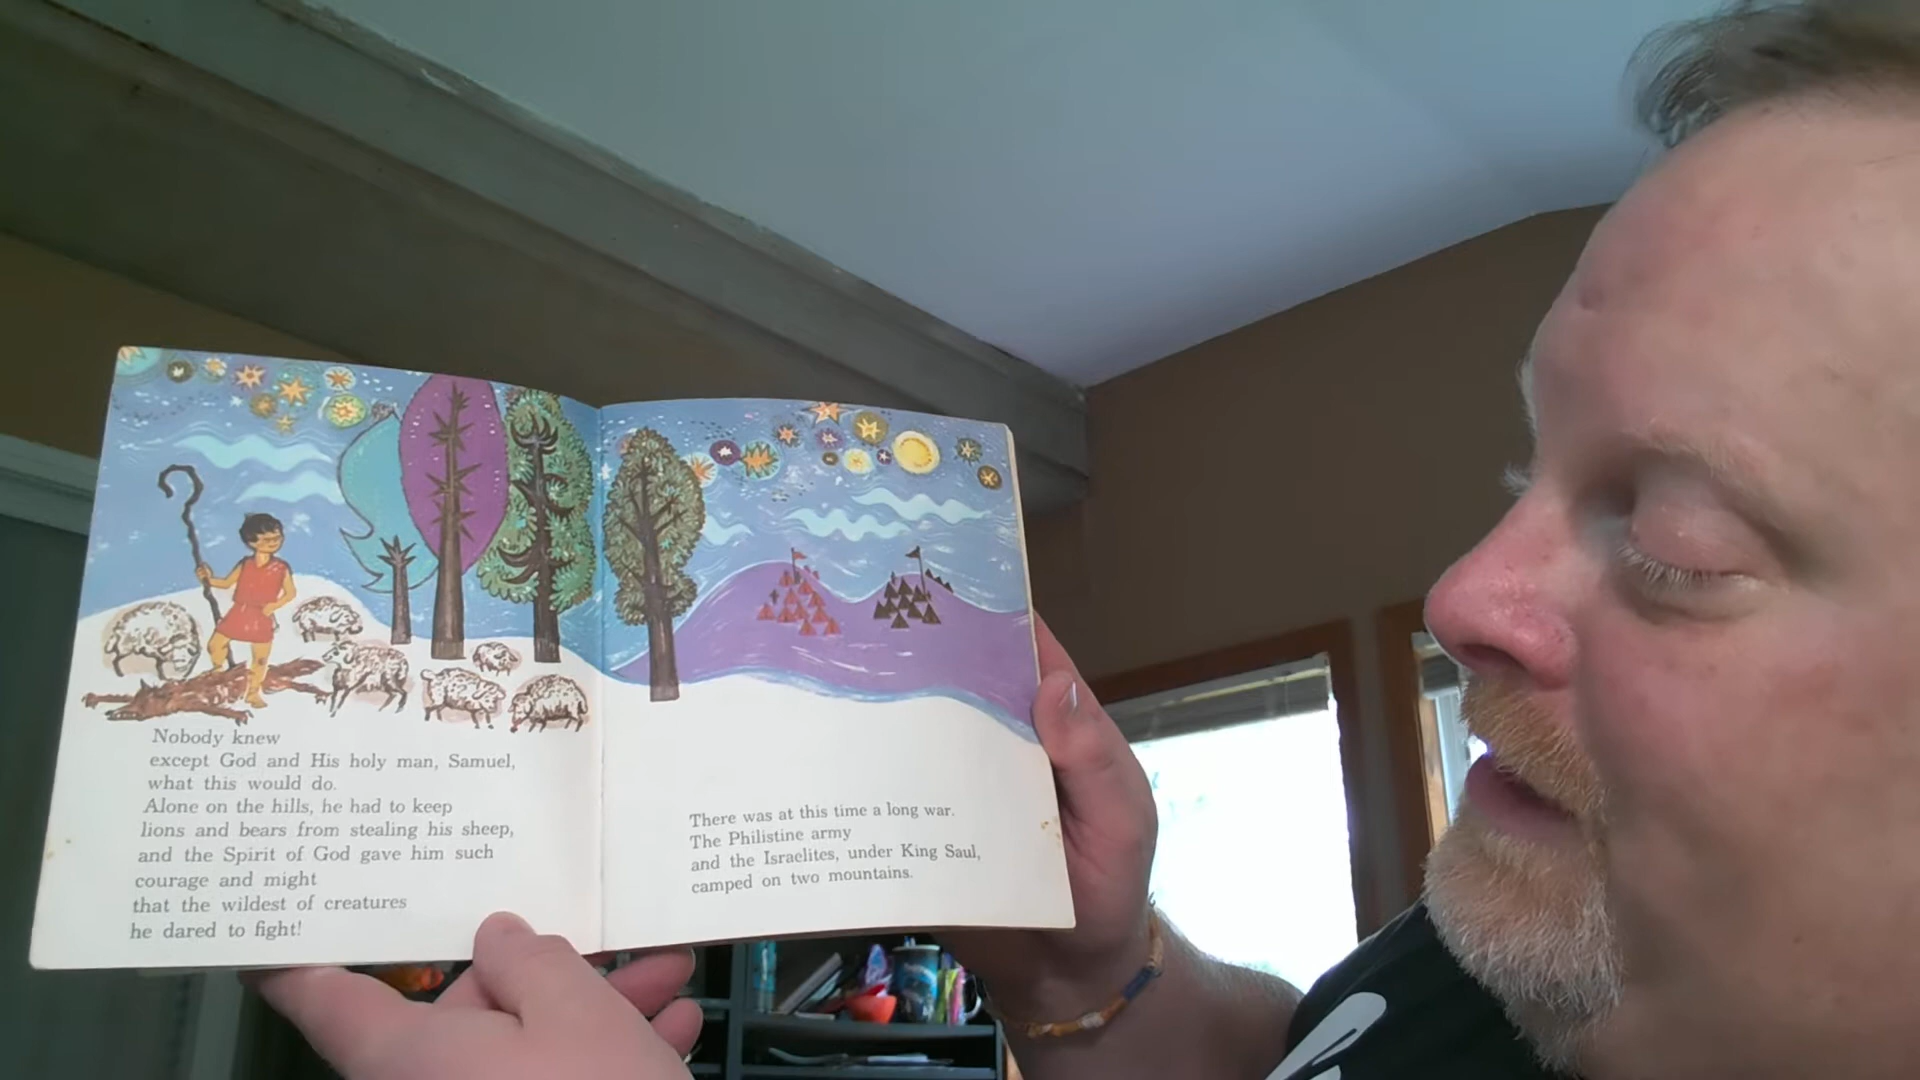 Nobody knew
except God and His holy man, Samuel,
what this would do.
Alone on the hills, he had to keep
lions and bears from stealing his sheep,
and the Spirit of God gave him such
courage and might
that the wildest of creatures
he dared to fight!
There was at this time a long war.
The Philistine army
and the Israelites, under King Saul,
camped on two mountains.